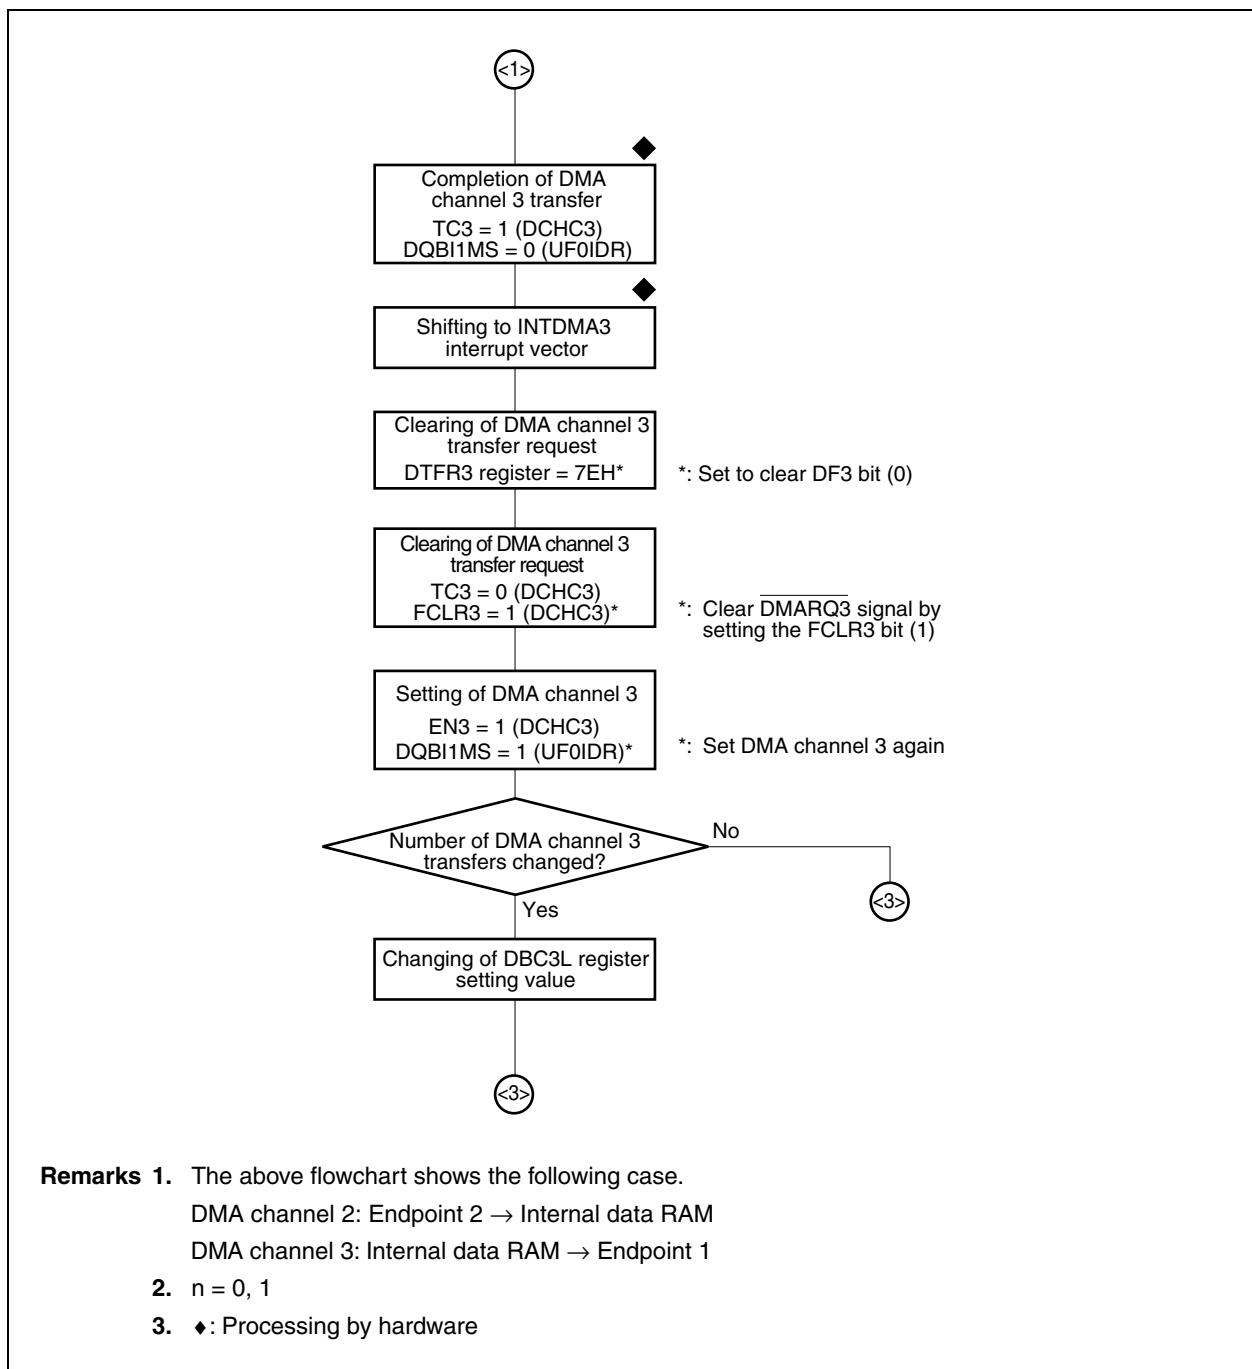 <1>
Completion of DMA
channel 3 transfer
TC3 = 1 (DCHC3)
DQBI1MS = 0 (UF0IDR)
Shifting to INTDMA3
interrupt vector
Clearing of DMA channel 3
transfer request
DTFR3 register = 7EH*
*: Set to clear DF3 bit (0)
Clearing of DMA channel 3
transfer request
TC3 = 0 (DCHC3)
FCLR3 = 1 (DCHC3)*
*: Clear DMARQ3 signal by
setting the FCLR3 bit (1)
Setting of DMA channel 3
EN3 = 1 (DCHC3)
DQBI1MS = 1 (UF0IDR)*
*: Set DMA channel 3 again
Number of DMA channel 3
transfers changed?
No
<3>
Yes
Changing of DBC3L register
setting value
<3>
Remarks 1. The above flowchart shows the following case.
DMA channel 2: Endpoint 2 → Internal data RAM
DMA channel 3: Internal data RAM → Endpoint 1
2. n = 0, 1
3. ♦: Processing by hardware